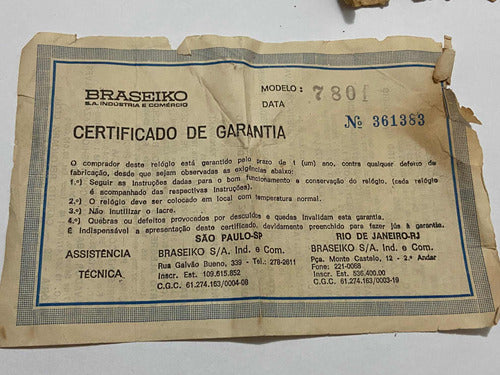 BRASEIKO
S.A. INDÚSTRIA E COMÉRCIO
MODELO: 7801
DATA
Nº 361383
CERTIFICADO DE GARANTIA
O comprador deste relógio está garantido pelo prazo de 1 (um) ano, contra qualquer defeito de
fabricação, desde que sejam observadas as exigências abaixo:
1.º) Seguir as instruções dadas para o bom funcionamento e conservação do relógio. (cada relógio
é acompanhado das respectivas instruções).
2.º) O relógio deve ser colocado em local com temperatura normal.
3.º) Não inutilizar o lacre.
4.º) Quebras ou defeitos provocados por descuidos e quedas invalidam esta garantia.
É indispensável a apresentação deste certificado, devidamente preenchido para fazer jús à garantia.
SÃO PAULO-SP
RIO DE JANEIRO-RJ
ASSISTÊNCIA
TÉCNICA
BRASEIKO S/A. Ind. e Com.
Rua Galvão Bueno, 339 - Tel.: 278-2611
Inscr. Est. 109.615.852
C.G.C. 61.274.163/0004-08
BRASEIKO S/A. Ind. e Com.
Pça. Monte Castelo, 12 - 2.º Andar
Fone: 221-0068
Inscr. Est. 536.400.00
C.G.C. 61.274.163/0003-19